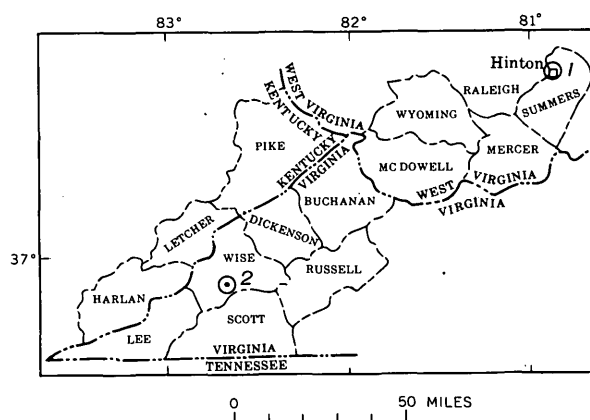 83°
82°
81°
Hinton
1
WEST VIRGINIA
KENTUCKY
RALEIGH
SUMMERS
WYOMING
PIKE
MERCER
KENTUCKY
VIRGINIA
MC DOWELL
WEST VIRGINIA
VIRGINIA
BUCHANAN
LETCHER
DICKENSON
37°
WISE
RUSSELL
2
HARLAN
SCOTT
LEE
VIRGINIA
TENNESSEE
0 50 MILES